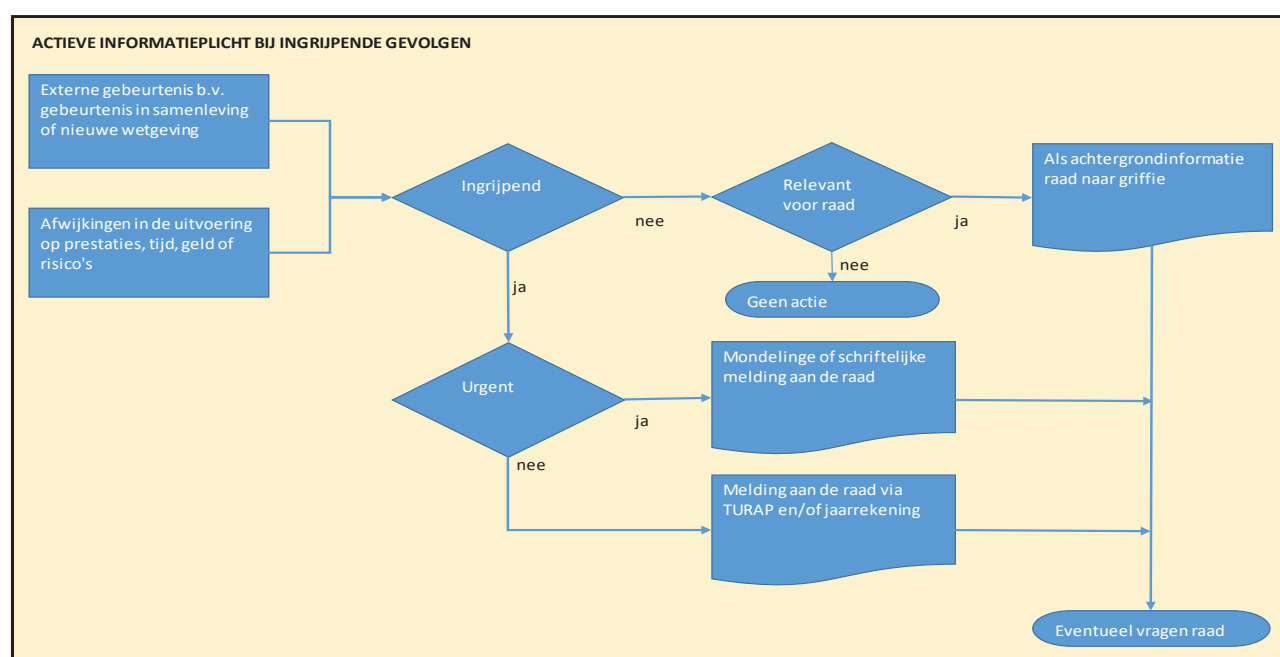 ACTIEVE INFORMATIEPLICHT BIJ INGRIJPENDE GEVOLGEN
Externe gebeurtenis b.v.
gebeurtenis in samenleving
of nieuwe wetgeving
Afwijkingen in de uitvoering
op prestaties, tijd, geld of
risico's
Ingrijpend
nee
Relevant
voor raad
ja
Als achtergrondinformatie
raad naar griffie
nee
Geen actie
ja
Urgent
ja
Mondelinge of schriftelijke
melding aan de raad
nee
Melding aan de raad via
TURAP en/of jaarrekening
Eventueel vragen raad